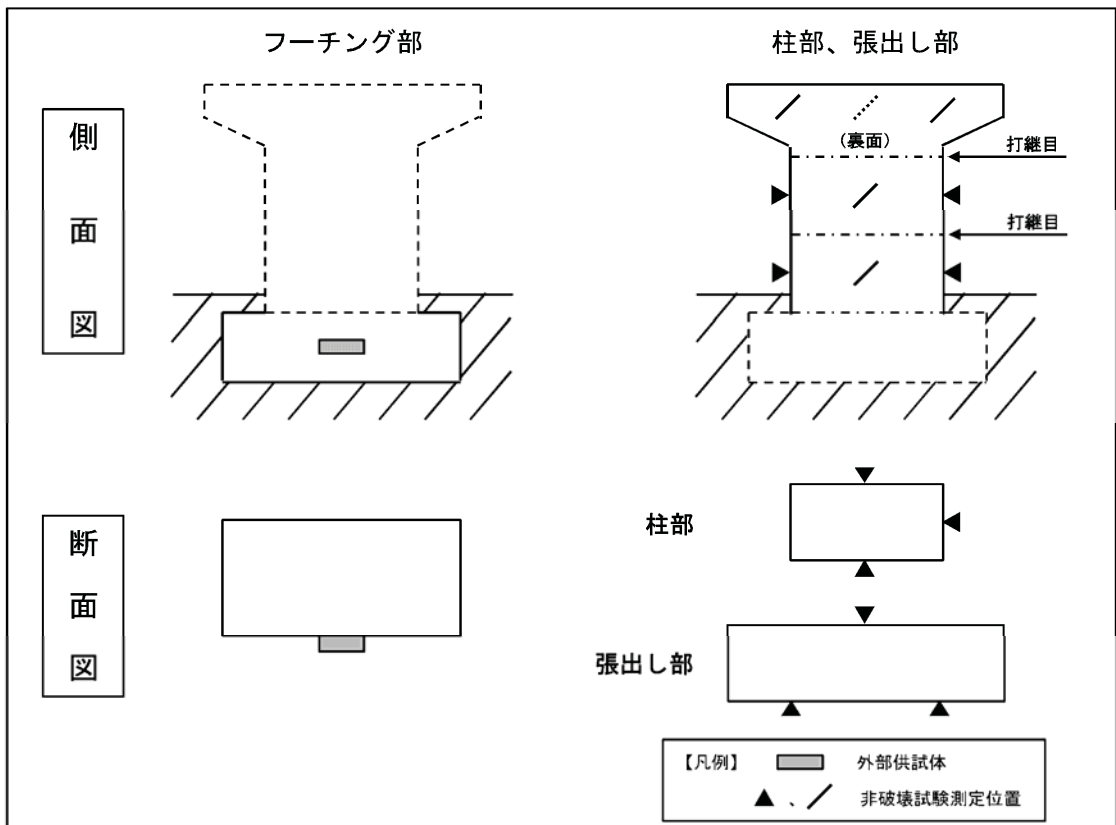 フーチング部
柱部、張出し部
側面図
(裏面)
打継目
打継目
断面図
柱部
張出し部
【凡例】 外部供試体
▲ 、／ 非破壊試験測定位置